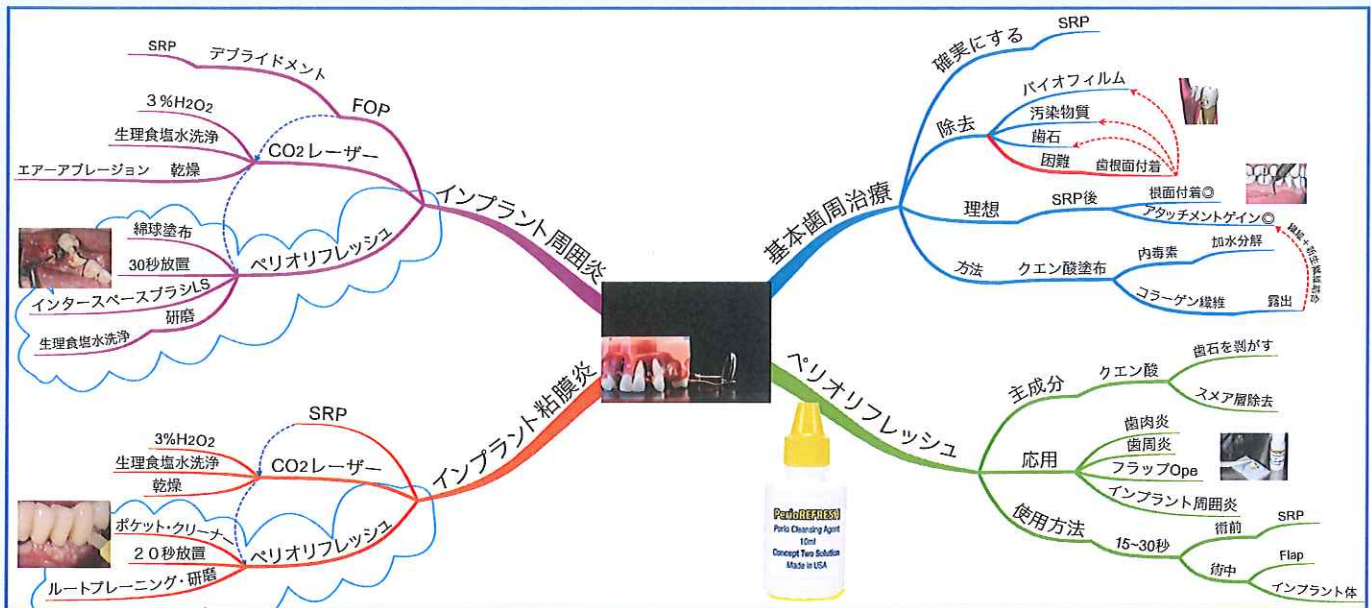 インプラント周囲炎
FOP
デブライドメント
SRP
CO2レーザー
3%H2O2
生理食塩水洗浄
乾燥
エアーアブレージョン
ペリオリフレッシュ
綿球塗布
30秒放置
インタースペースブラシLS
研磨
生理食塩水洗浄
インプラント粘膜炎
SRP
CO2レーザー
3%H2O2
生理食塩水洗浄
乾燥
ペリオリフレッシュ
ポケット・クリーナー
20秒放置
ルートプレーニング・研磨
基本歯周治療
確実にする
SRP
除去
バイオフィルム
汚染物質
歯石
困難
歯根面付着
理想
SRP後
根面付着◎
アタッチメントゲイン◎
方法
クエン酸塗布
内毒素
加水分解
コラーゲン繊維
露出
ペリオリフレッシュ
主成分
クエン酸
歯石を剥がす
スメア層除去
応用
歯肉炎
歯周炎
フラップOpe
インプラント周囲炎
使用方法
15~30秒
術前
SRP
術中
Flap
インプラント体
PerioREFRESH
Perio Cleansing Agent
10ml
Concept Two Solution
Made in USA